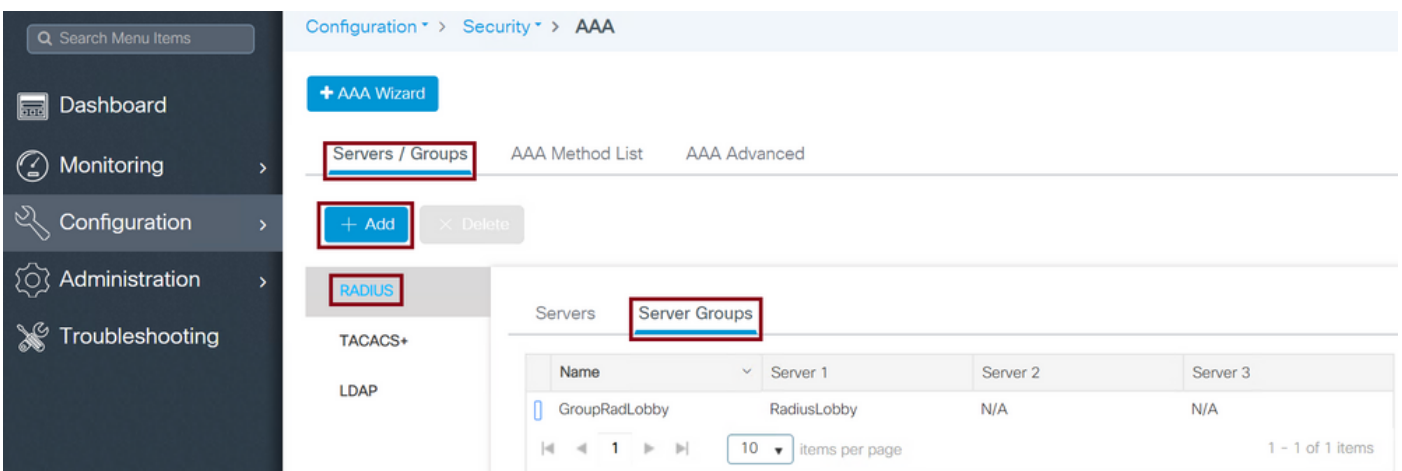 Search Menu Items
Dashboard
Monitoring
Configuration
Administration
Troubleshooting
Configuration > Security > AAA
+ AAA Wizard
Servers / Groups AAA Method List AAA Advanced
+ Add × Delete
RADIUS
TACACS+
LDAP
Servers Server Groups
Name Server 1 Server 2 Server 3
GroupRadLobby RadiusLobby N/A N/A
1 10 items per page 1 - 1 of 1 items